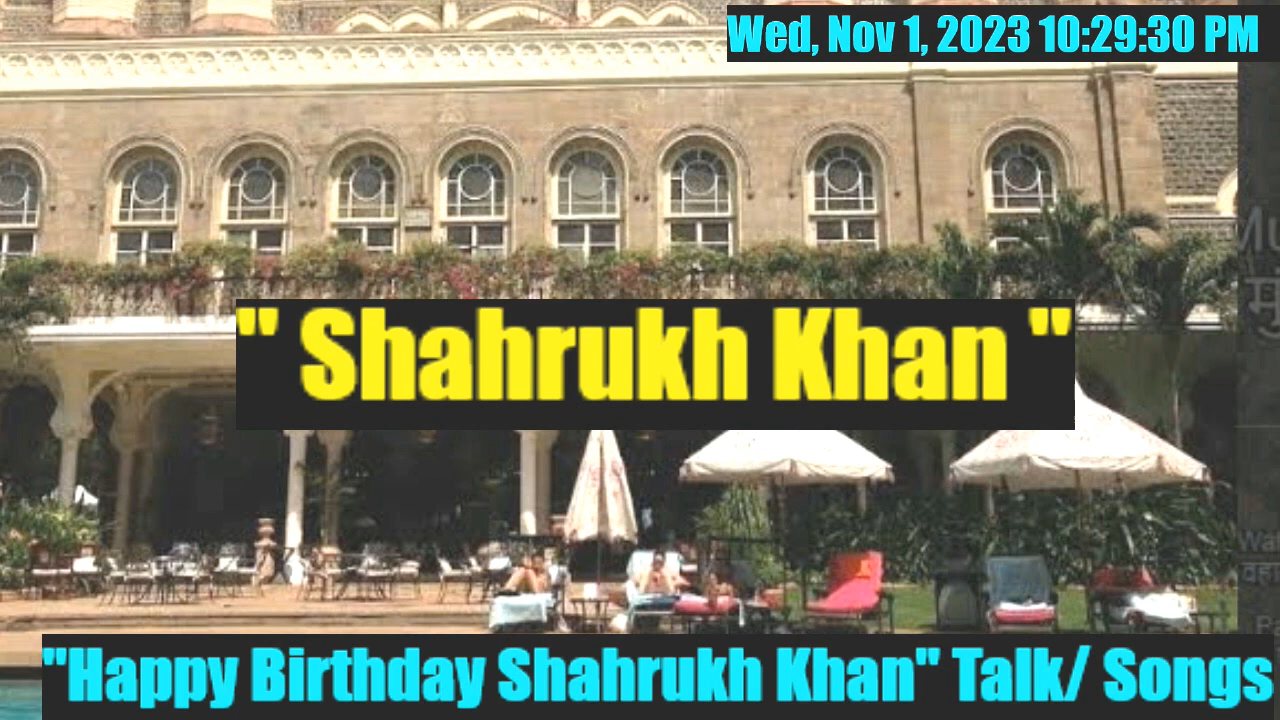 Wed, Nov 1, 2023 10:29:30 PM
" Shahrukh Khan "
"Happy Birthday Shahrukh Khan" Talk/ Songs